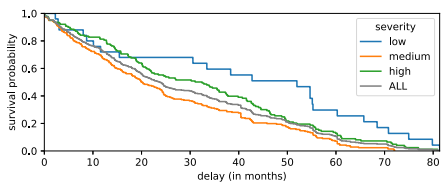 1,0
0,8
0,6
0,4
0,2
0.0
survival probability
severity
low
medium
high
ALL
0 10 20 30 40 50 60 70 80
delay (in months)